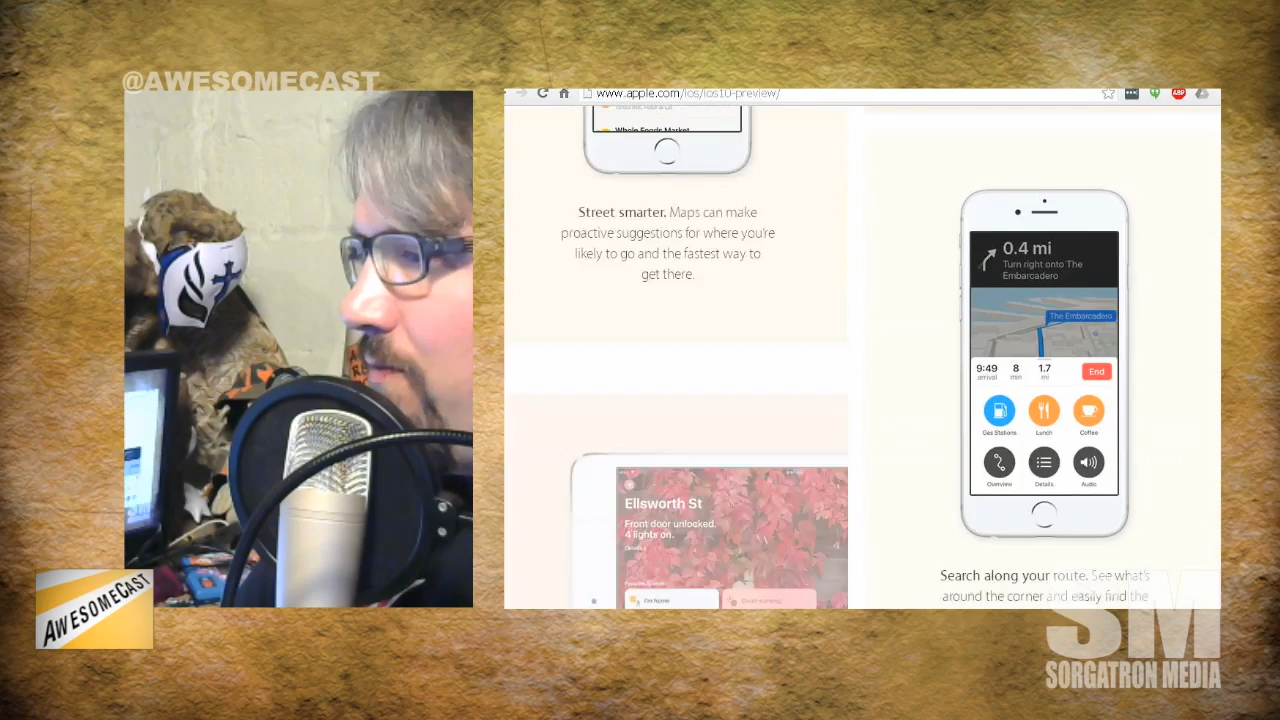 @AWESOMECAST
www.apple.com/ios/ios10-preview/
ABP
Whole Foods Market
Street smarter. Maps can make
proactive suggestions for where you're
likely to go and the fastest way to
get there.
Ellsworth St
Front door unlocked.
4 lights on.
I'm home
0.4 mi
Turn right onto The
Embarcadero
The Embarcadero
9:49
arrival
8
min
1.7
mi
End
Gas Stations
Lunch
Coffee
Overview
Details
Audio
Search along your route. See what's
around the corner and easily find the
AWESOMECAST
SM
SORGATRON MEDIA